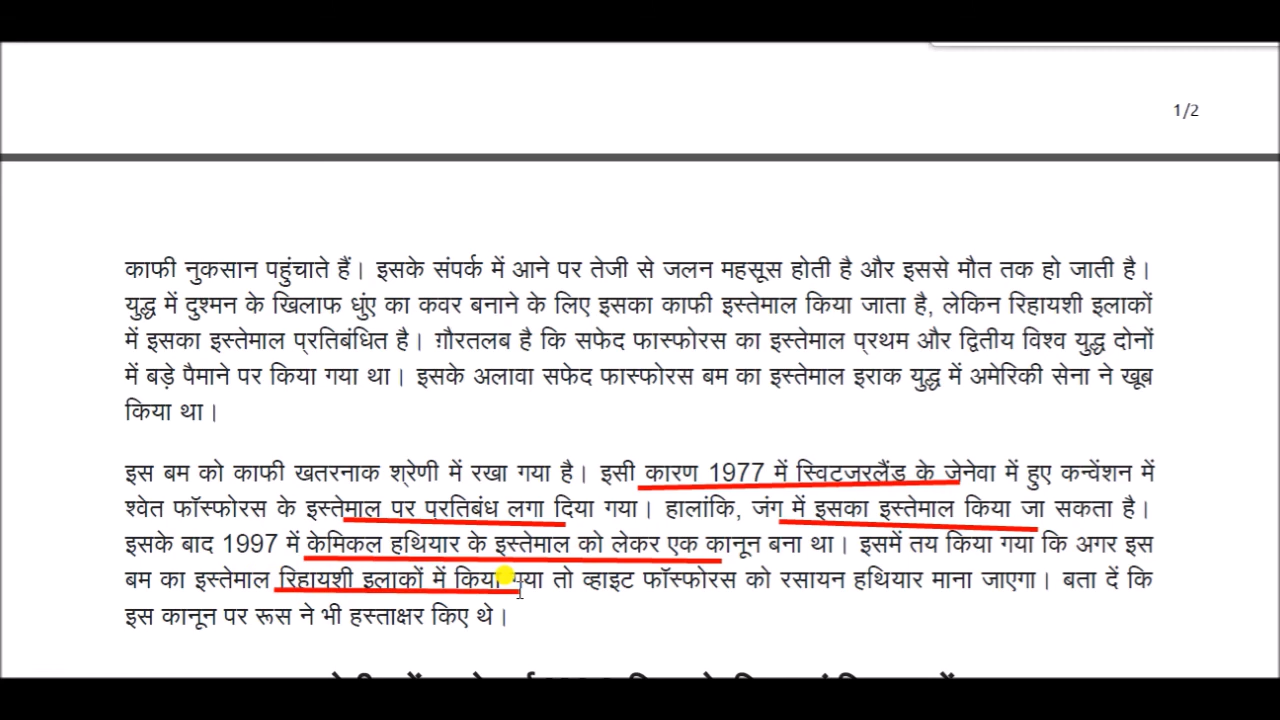 1/2
काफी नुकसान पहुंचाते हैं। इसके संपर्क में आने पर तेजी से जलन महसूस होती है और इससे मौत तक हो जाती है।
युद्ध में दुश्मन के खिलाफ धुंए का कवर बनाने के लिए इसका काफी इस्तेमाल किया जाता है, लेकिन रिहायशी इलाकों
में इसका इस्तेमाल प्रतिबंधित है। ग़ौरतलब है कि सफेद फास्फोरस का इस्तेमाल प्रथम और द्वितीय विश्व युद्ध दोनों
में बड़े पैमाने पर किया गया था। इसके अलावा सफेद फास्फोरस बम का इस्तेमाल इराक युद्ध में अमेरिकी सेना ने खूब
किया था।
इस बम को काफी खतरनाक श्रेणी में रखा गया है। इसी कारण 1977 में स्विटजरलैंड के जेनेवा में हुए कन्वेंशन में
श्वेत फॉस्फोरस के इस्तेमाल पर प्रतिबंध लगा दिया गया। हालांकि, जंग में इसका इस्तेमाल किया जा सकता है।
इसके बाद 1997 में केमिकल हथियार के इस्तेमाल को लेकर एक कानून बना था। इसमें तय किया गया कि अगर इस
बम का इस्तेमाल रिहायशी इलाकों में किया गया तो व्हाइट फॉस्फोरस को रसायन हथियार माना जाएगा। बता दें कि
इस कानून पर रूस ने भी हस्ताक्षर किए थे।